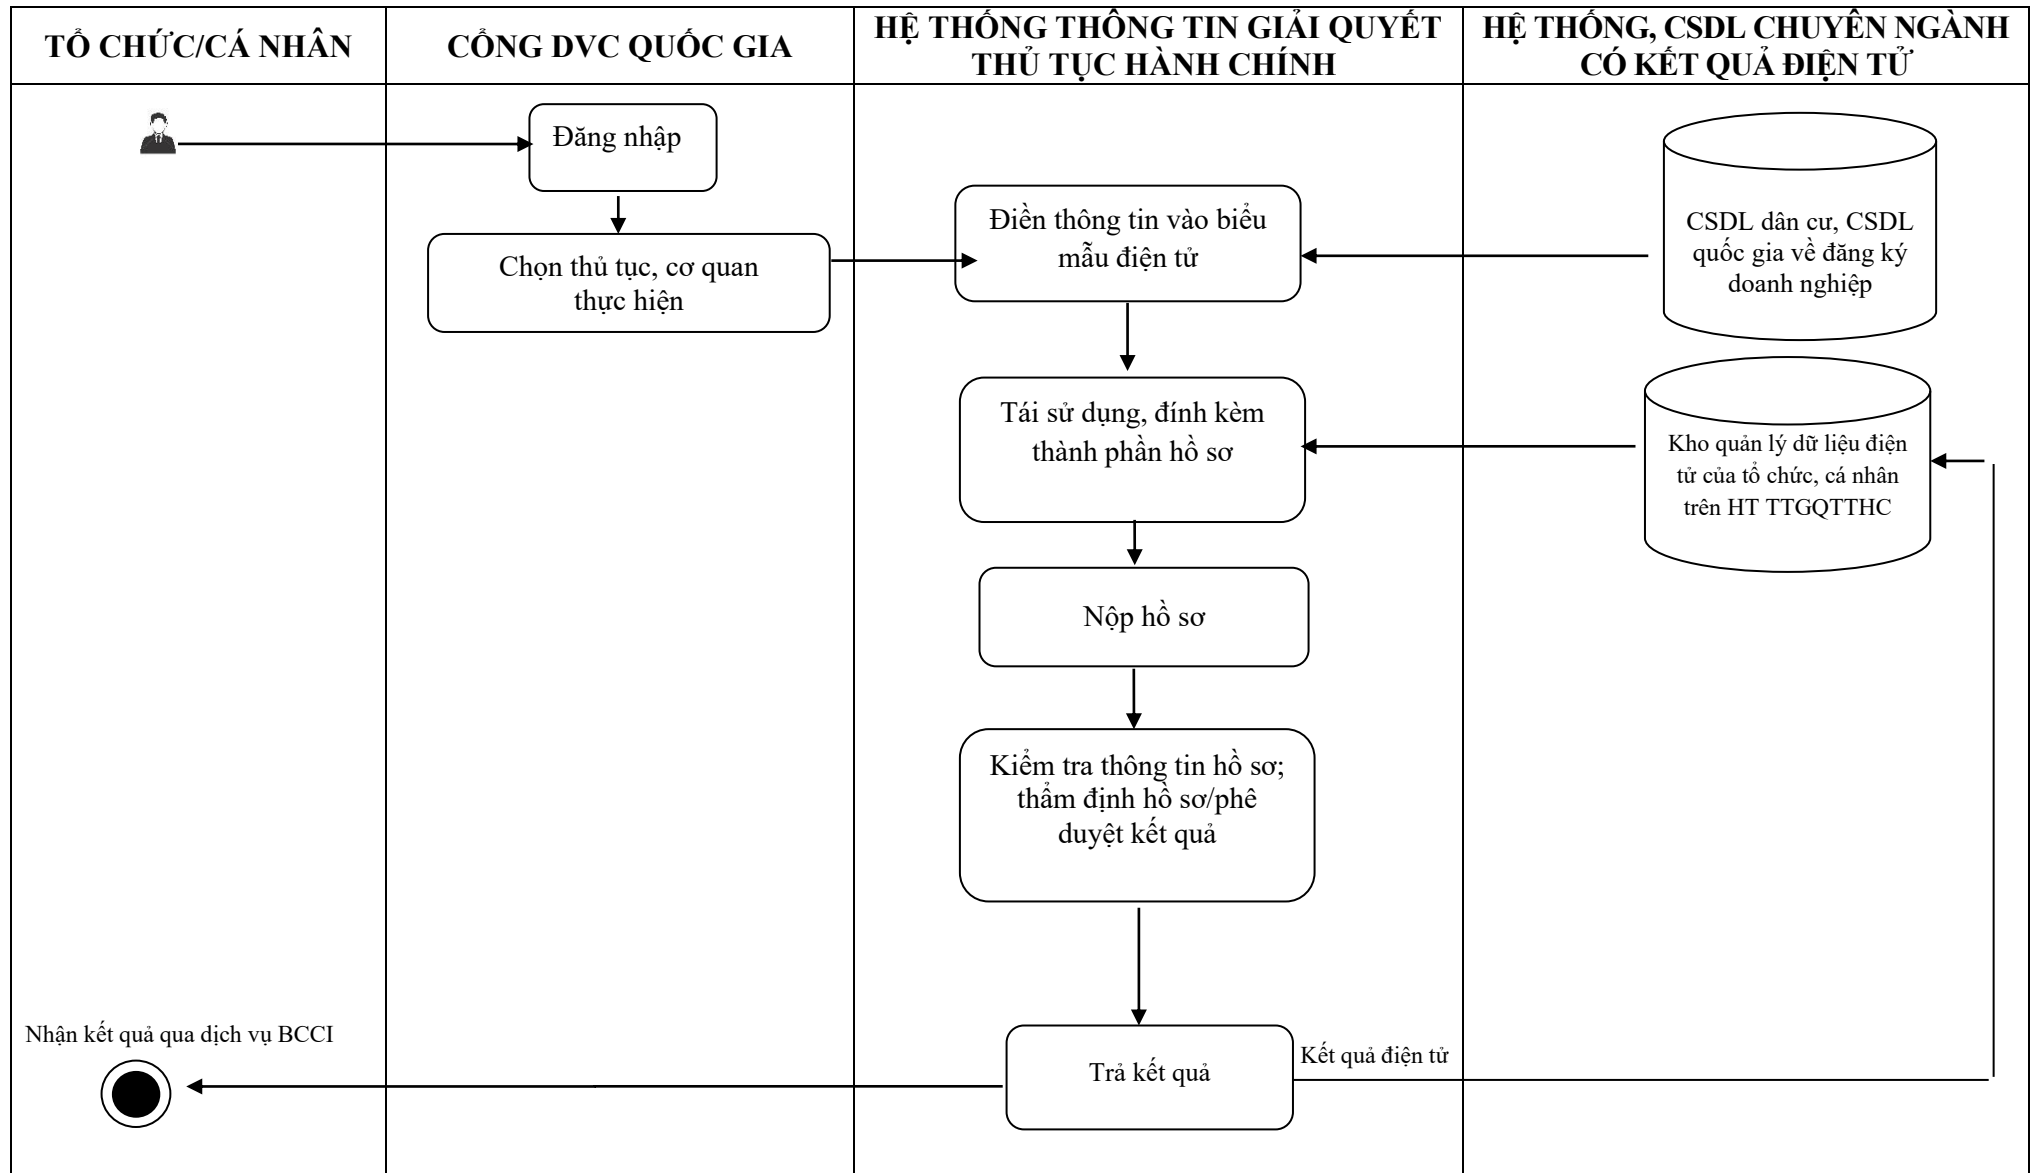 TỔ CHỨC/CÁ NHÂN
CỔNG DVC QUỐC GIA
HỆ THỐNG THÔNG TIN GIẢI QUYẾT
THỦ TỤC HÀNH CHÍNH
HỆ THỐNG, CSDL CHUYÊN NGÀNH
CÓ KẾT QUẢ ĐIỆN TỬ
Đăng nhập
Chọn thủ tục, cơ quan
thực hiện
Điền thông tin vào biểu
mẫu điện tử
CSDL dân cư, CSDL
quốc gia về đăng ký
doanh nghiệp
Tái sử dụng, đính kèm
thành phần hồ sơ
Kho quản lý dữ liệu điện
tử của tổ chức, cá nhân
trên HT TTGQTTHC
Nộp hồ sơ
Kiểm tra thông tin hồ sơ;
thẩm định hồ sơ/phê
duyệt kết quả
Nhận kết quả qua dịch vụ BCCI
Trả kết quả
Kết quả điện tử